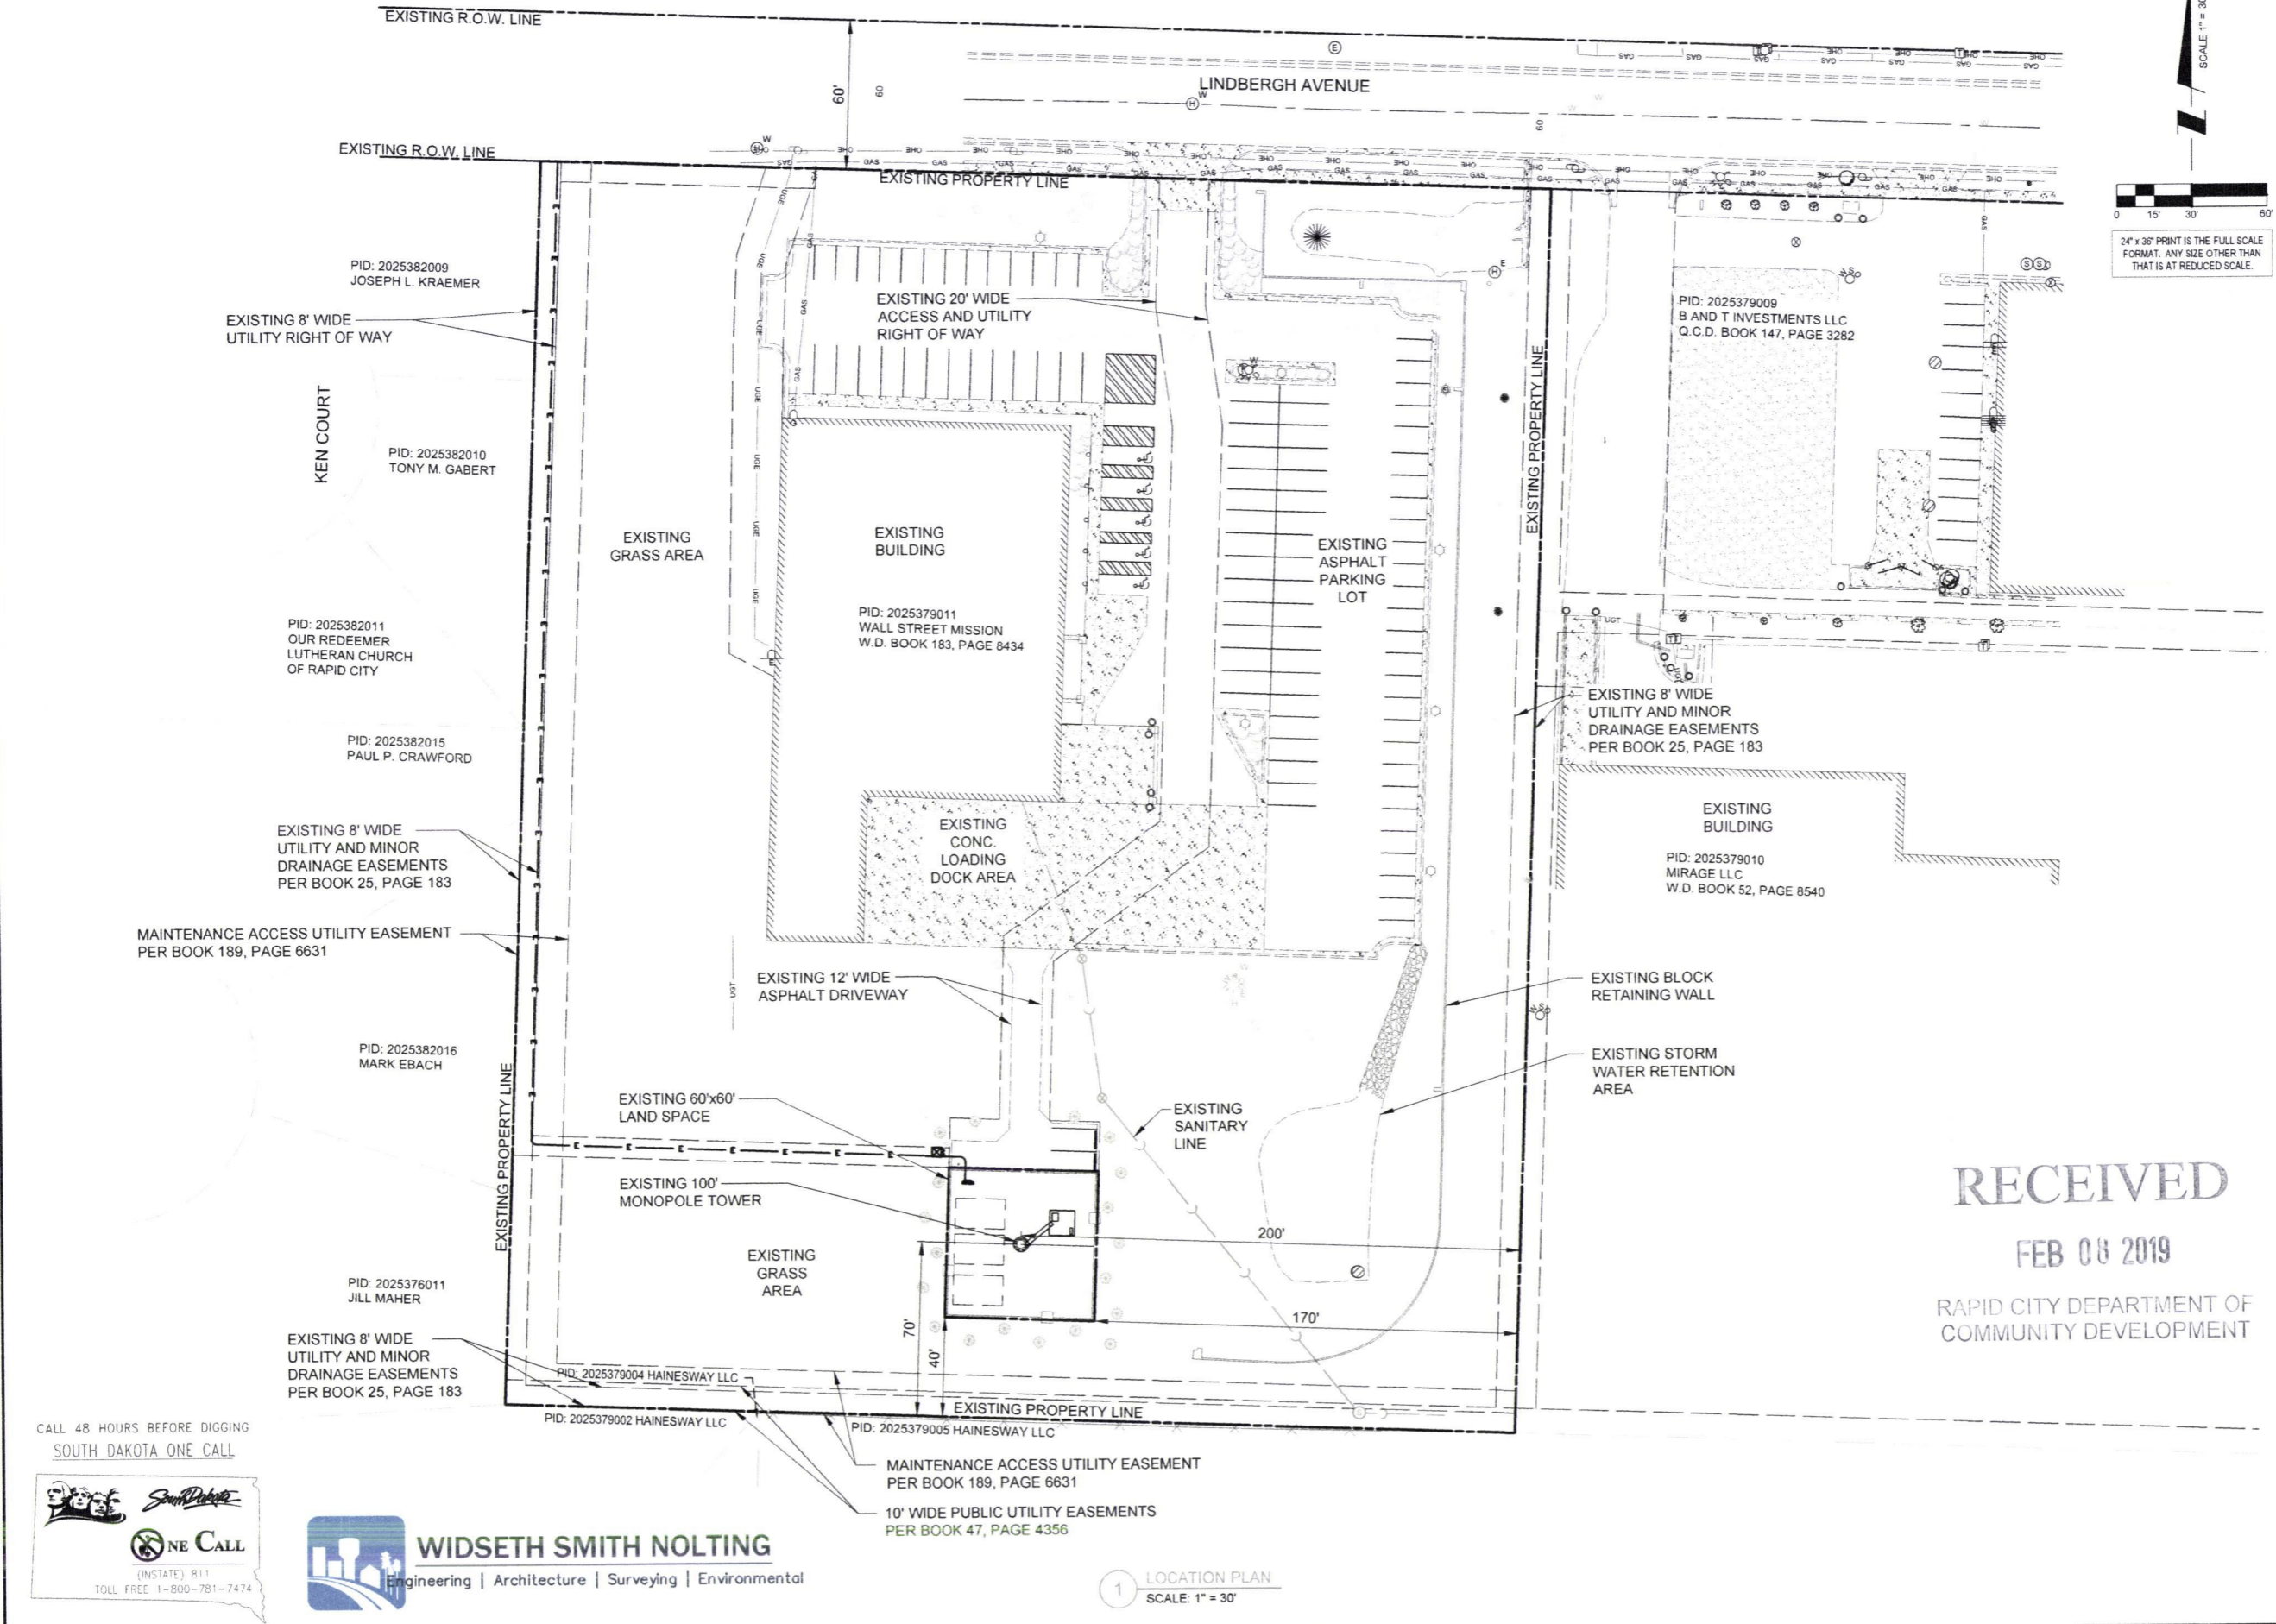 EXISTING R.O.W. LINE
SCALE 1" = 30'
LINDBERGH AVENUE
60'
60
60
EXISTING R.O.W. LINE
EXISTING PROPERTY LINE
0 15' 30' 60'
24" x 36" PRINT IS THE FULL SCALE
FORMAT. ANY SIZE OTHER THAN
THAT IS AT REDUCED SCALE.
PID: 2025382009
JOSEPH L. KRAEMER
EXISTING 8' WIDE
UTILITY RIGHT OF WAY
EXISTING 20' WIDE
ACCESS AND UTILITY
RIGHT OF WAY
PID: 2025379009
B AND T INVESTMENTS LLC
Q.C.D. BOOK 147, PAGE 3282
KEN COURT
EXISTING PROPERTY LINE
PID: 2025382010
TONY M. GABERT
EXISTING
GRASS AREA
EXISTING
BUILDING
EXISTING
ASPHALT
PARKING
LOT
PID: 2025379011
WALL STREET MISSION
W.D. BOOK 183, PAGE 8434
PID: 2025382011
OUR REDEEMER
LUTHERAN CHURCH
OF RAPID CITY
UGT
EXISTING 8' WIDE
UTILITY AND MINOR
DRAINAGE EASEMENTS
PER BOOK 25, PAGE 183
PID: 2025382015
PAUL P. CRAWFORD
EXISTING
BUILDING
PID: 2025379010
MIRAGE LLC
W.D. BOOK 52, PAGE 8540
EXISTING 8' WIDE
UTILITY AND MINOR
DRAINAGE EASEMENTS
PER BOOK 25, PAGE 183
EXISTING
CONC.
LOADING
DOCK AREA
MAINTENANCE ACCESS UTILITY EASEMENT
PER BOOK 189, PAGE 6631
EXISTING 12' WIDE
ASPHALT DRIVEWAY
UGT
EXISTING BLOCK
RETAINING WALL
PID: 2025382016
MARK EBACH
EXISTING STORM
WATER RETENTION
AREA
EXISTING 60'x60'
LAND SPACE
EXISTING
SANITARY
LINE
EXISTING PROPERTY LINE
EXISTING 100'
MONOPOLE TOWER
200'
RECEIVED
FEB 08 2019
RAPID CITY DEPARTMENT OF
COMMUNITY DEVELOPMENT
EXISTING
GRASS
AREA
PID: 2025376011
JILL MAHER
70'
40'
170'
EXISTING 8' WIDE
UTILITY AND MINOR
DRAINAGE EASEMENTS
PER BOOK 25, PAGE 183
PID: 2025379004 HAINESWAY LLC
EXISTING PROPERTY LINE
PID: 2025379002 HAINESWAY LLC
PID: 2025379005 HAINESWAY LLC
MAINTENANCE ACCESS UTILITY EASEMENT
PER BOOK 189, PAGE 6631
10' WIDE PUBLIC UTILITY EASEMENTS
PER BOOK 47, PAGE 4356
CALL 48 HOURS BEFORE DIGGING
SOUTH DAKOTA ONE CALL
South Dakota
NE CALL
(INSTATE) 811
TOLL FREE 1-800-781-7474
WIDSETH SMITH NOLTING
Engineering | Architecture | Surveying | Environmental
1 LOCATION PLAN
SCALE: 1" = 30'